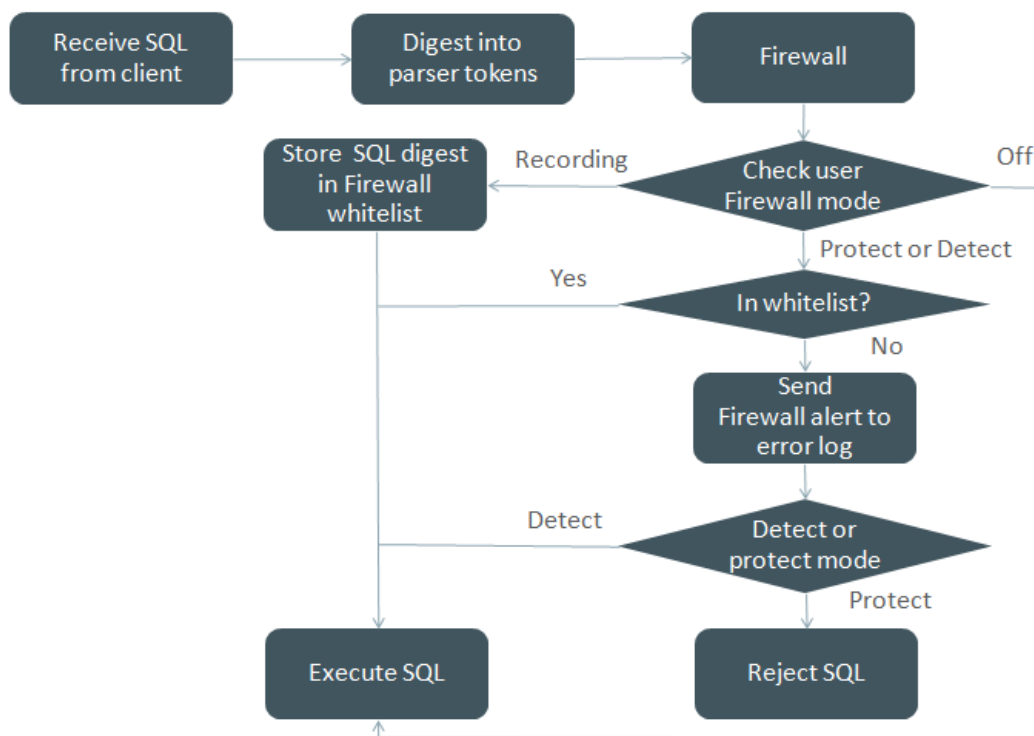 Receive SQL
from client
Digest into
parser tokens
Firewall
Store SQL digest
in Firewall
whitelist
Recording
Check user
Firewall mode
Off
Protect or Detect
Yes
In whitelist?
No
Send
Firewall alert to
error log
Detect
Detect or
protect mode
Protect
Execute SQL
Reject SQL